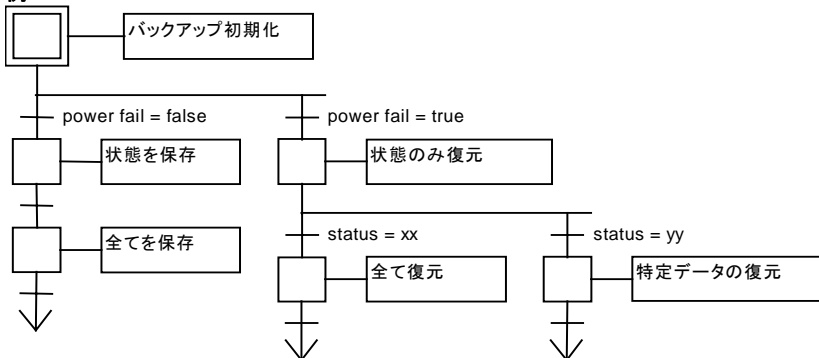 バックアップ初期化
power fail = false
power fail = true
状態を保存
状態のみ復元
status = xx
status = yy
全てを保存
全て復元
特定データの復元